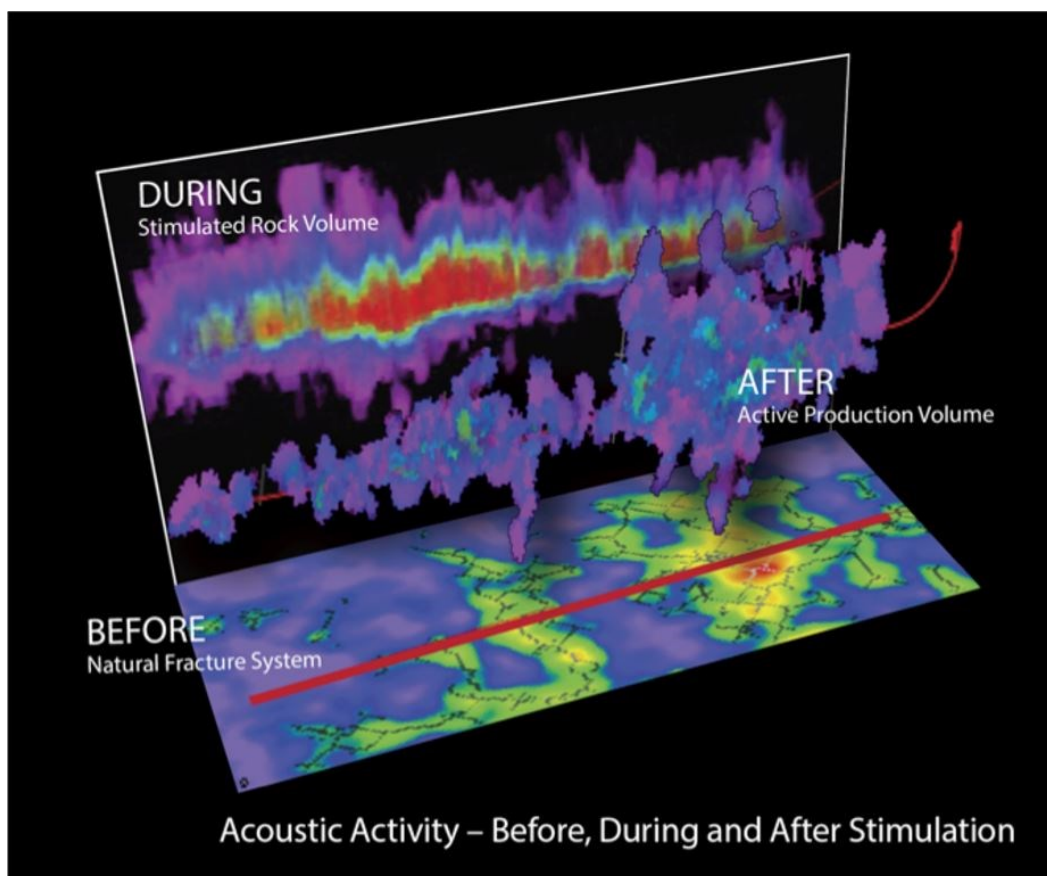 DURING
Stimulated Rock Volume
AFTER
Active Production Volume
BEFORE
Natural Fracture System
Acoustic Activity – Before, During and After Stimulation